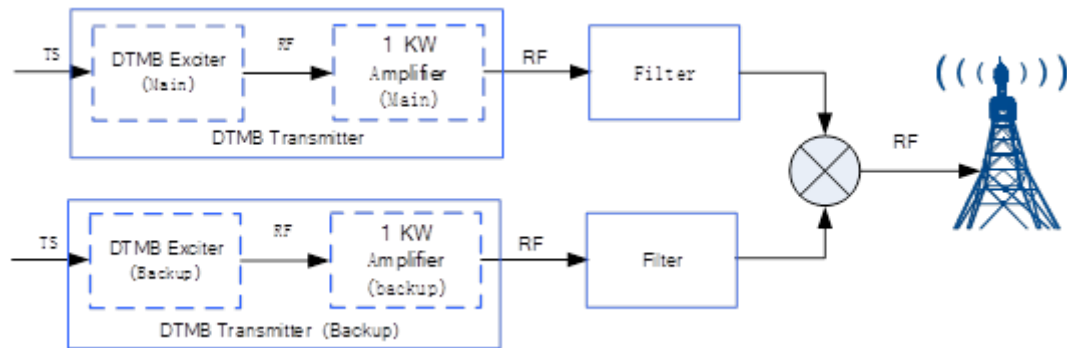 TS
DTMB Exciter
(Main)
RF
1 KW
Amplifier
(Main)
RF
Filter
DTMB Transmitter
RF
TS
DTMB Exciter
(Backup)
RF
1 KW
Amplifier
(backup)
RF
Filter
DTMB Transmitter (Backup)